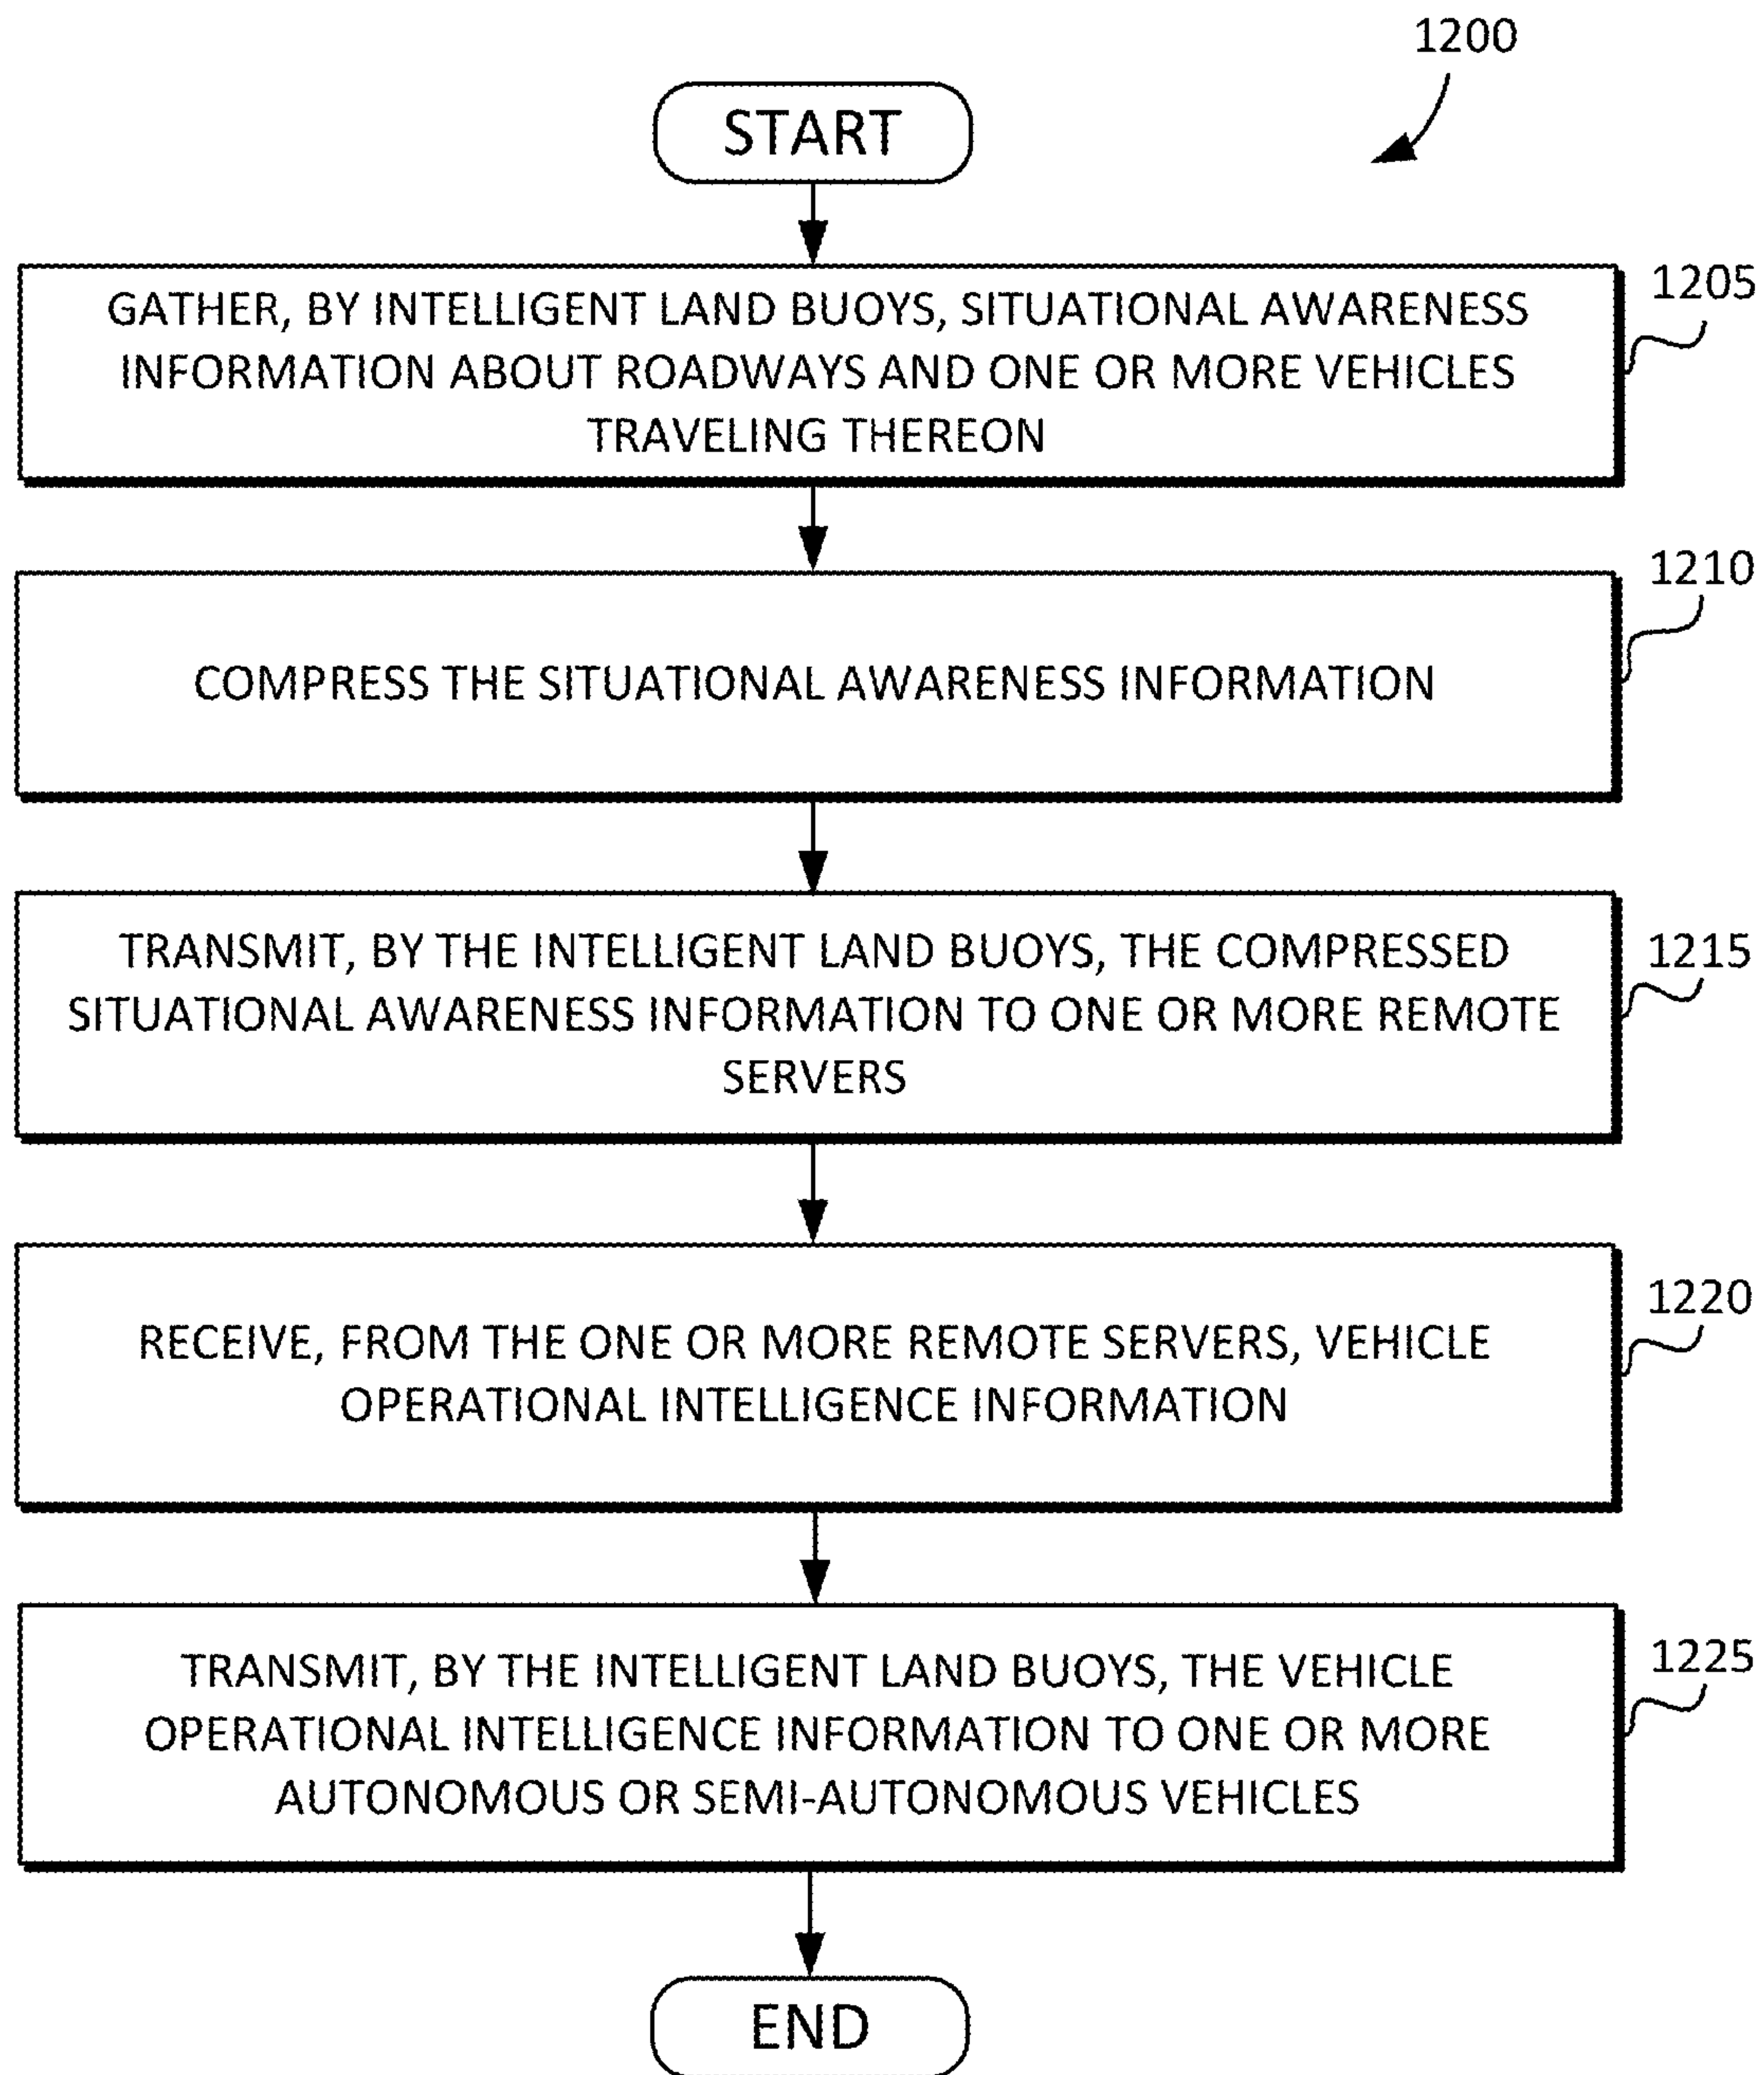 1200
START
GATHER, BY INTELLIGENT LAND BUOYS, SITUATIONAL AWARENESS
INFORMATION ABOUT ROADWAYS AND ONE OR MORE VEHICLES
TRAVELING THEREON
1205
COMPRESS THE SITUATIONAL AWARENESS INFORMATION
1210
TRANSMIT, BY THE INTELLIGENT LAND BUOYS, THE COMPRESSED
SITUATIONAL AWARENESS INFORMATION TO ONE OR MORE REMOTE
SERVERS
1215
RECEIVE, FROM THE ONE OR MORE REMOTE SERVERS, VEHICLE
OPERATIONAL INTELLIGENCE INFORMATION
1220
TRANSMIT, BY THE INTELLIGENT LAND BUOYS, THE VEHICLE
OPERATIONAL INTELLIGENCE INFORMATION TO ONE OR MORE
AUTONOMOUS OR SEMI-AUTONOMOUS VEHICLES
1225
END